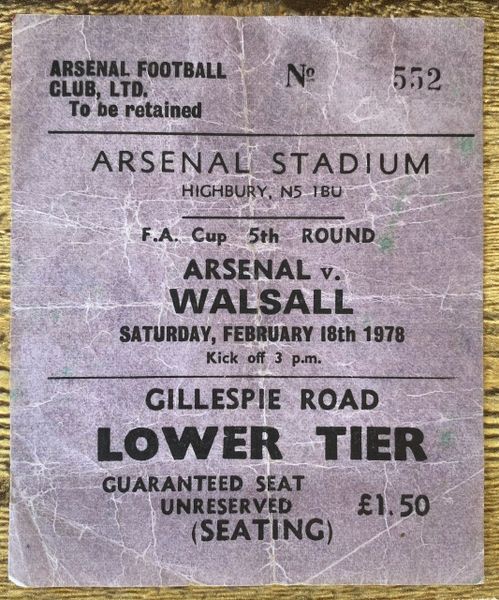 ARSENAL FOOTBALL
CLUB, LTD.
To be retained
No 552
ARSENAL STADIUM
HIGHBURY, N5 1BU
F.A. Cup 5th ROUND
ARSENAL v.
WALSALL
SATURDAY, FEBRUARY 18th 1978
Kick off 3 p.m.
GILLESPIE ROAD
LOWER TIER
GUARANTEED SEAT
UNRESERVED £1.50
(SEATING)